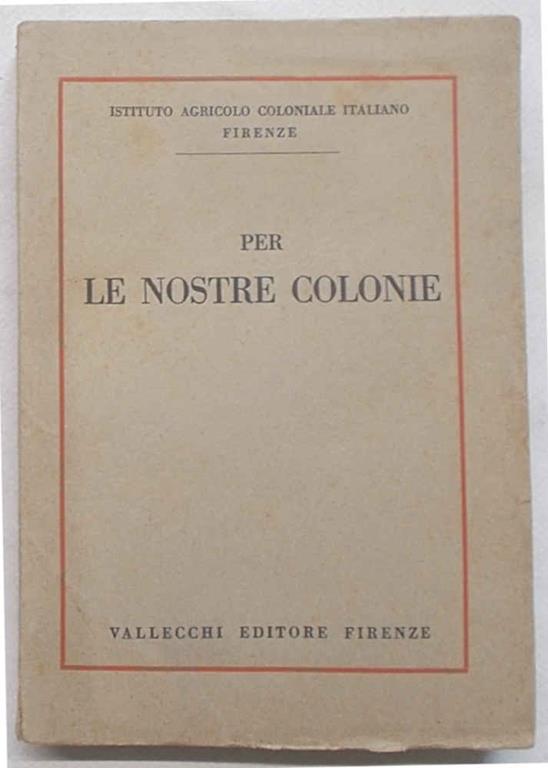 ISTITUTO AGRICOLO COLONIALE ITALIANO
FIRENZE
PER
LE NOSTRE COLONIE
VALLECCHI EDITORE FIRENZE